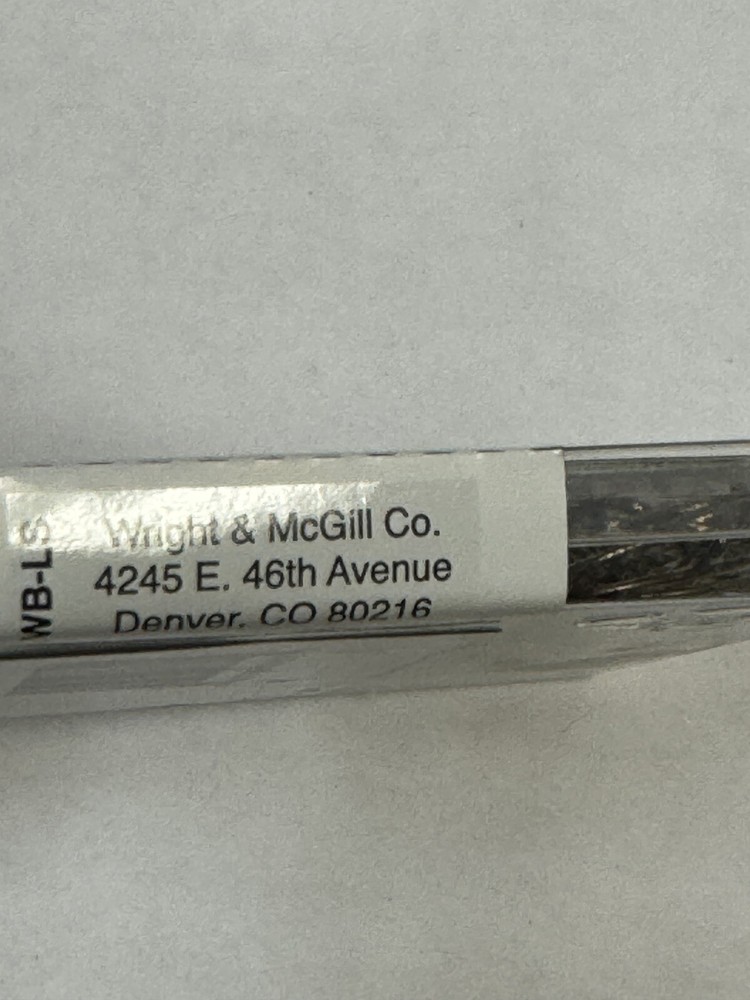 WB-LS
Wright & McGill Co.
4245 E. 46th Avenue
Denver, CO 80216